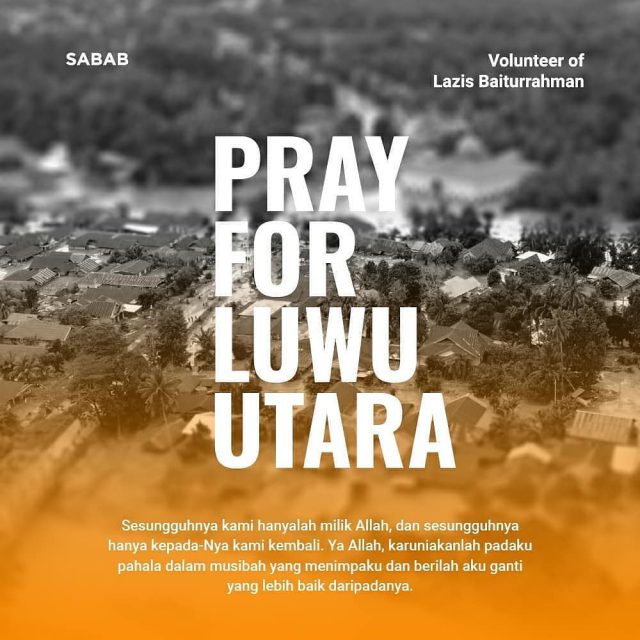 SABAB
Volunteer of
Lazis Baiturrahman
PRAY
FOR
LUWU
UTARA
Sesungguhnya kami hanyalah milik Allah, dan sesungguhnya
hanya kepada-Nya kami kembali. Ya Allah, karuniakanlah padaku
pahala dalam musibah yang menimpaku dan berilah aku ganti
yang lebih baik daripadanya.